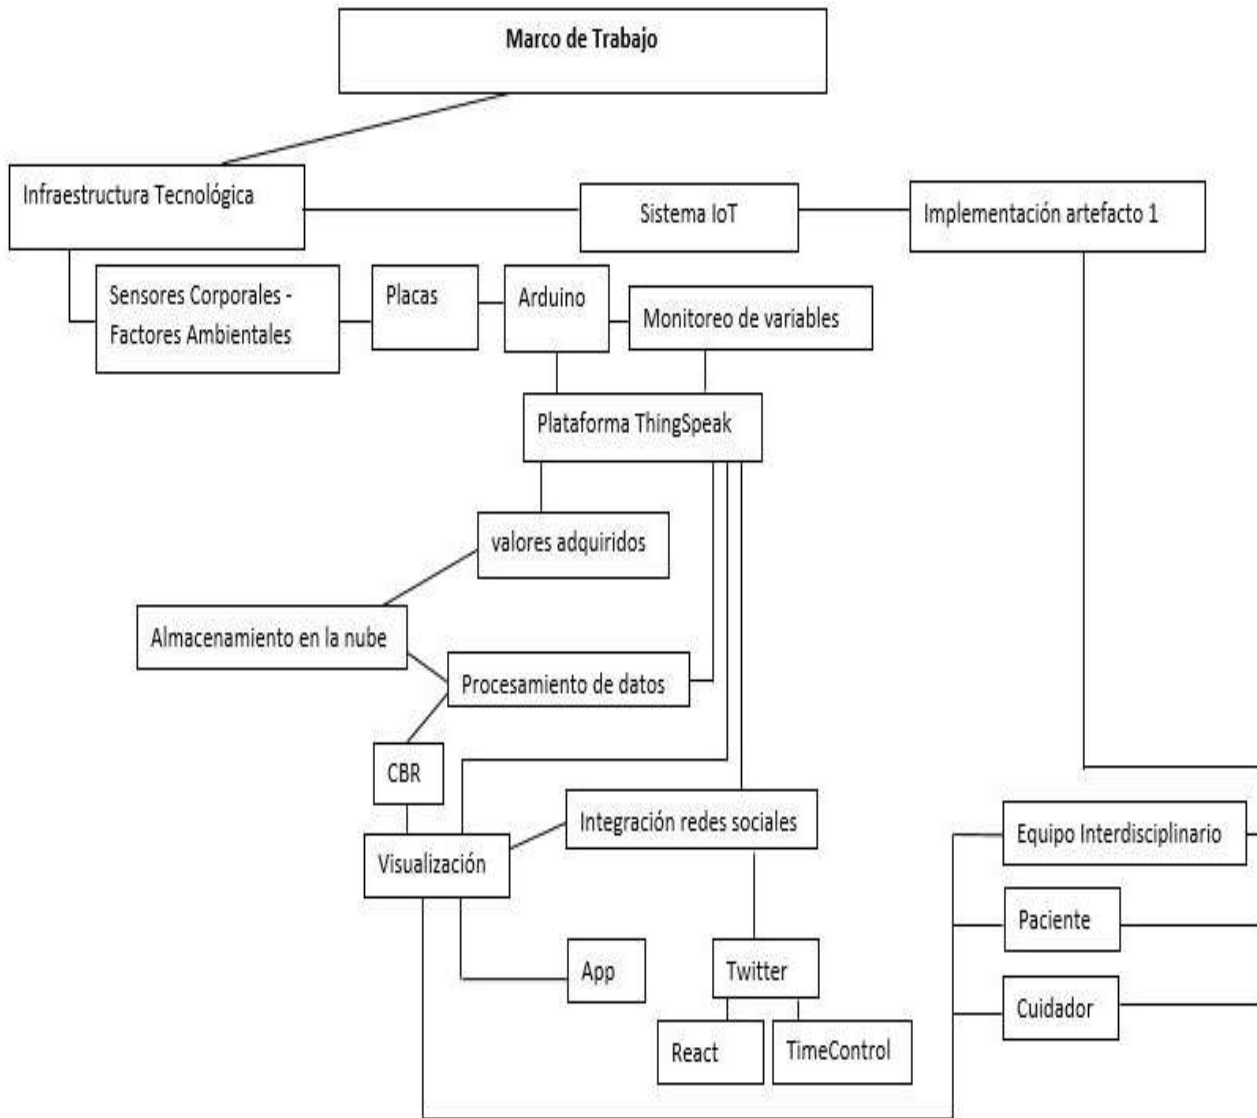 Marco de Trabajo
Infraestructura Tecnológica
Sistema IoT
Implementación artefacto 1
Sensores Corporales -
Factores Ambientales
Placas
Arduino
Monitoreo de variables
Plataforma ThingSpeak
valores adquiridos
Almacenamiento en la nube
Procesamiento de datos
CBR
Integración redes sociales
Visualización
Equipo Interdisciplinario
Paciente
App
Twitter
Cuidador
React
TimeControl